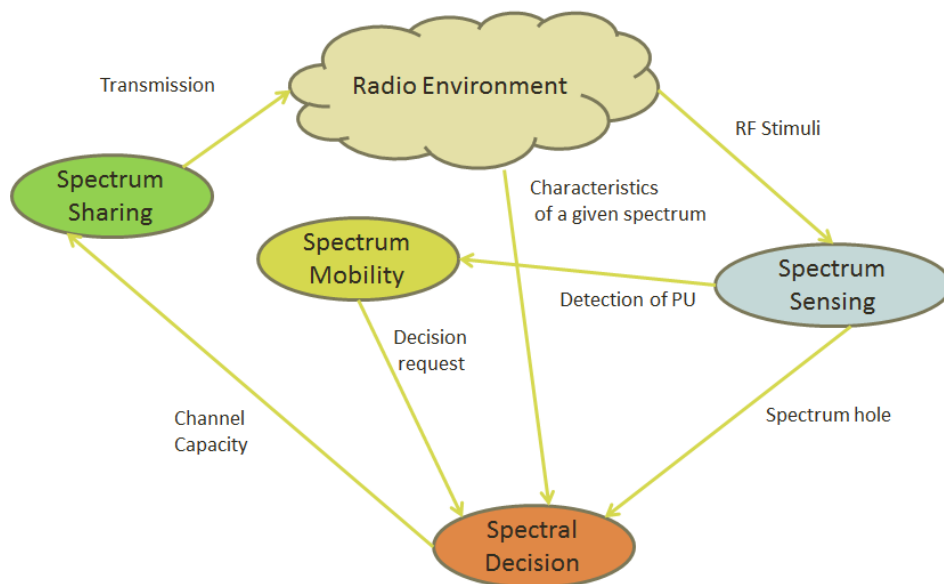 Radio Environment
Transmission
RF Stimuli
Spectrum
Sharing
Characteristics
of a given spectrum
Spectrum
Mobility
Spectrum
Sensing
Detection of PU
Decision
request
Channel
Capacity
Spectrum hole
Spectral
Decision